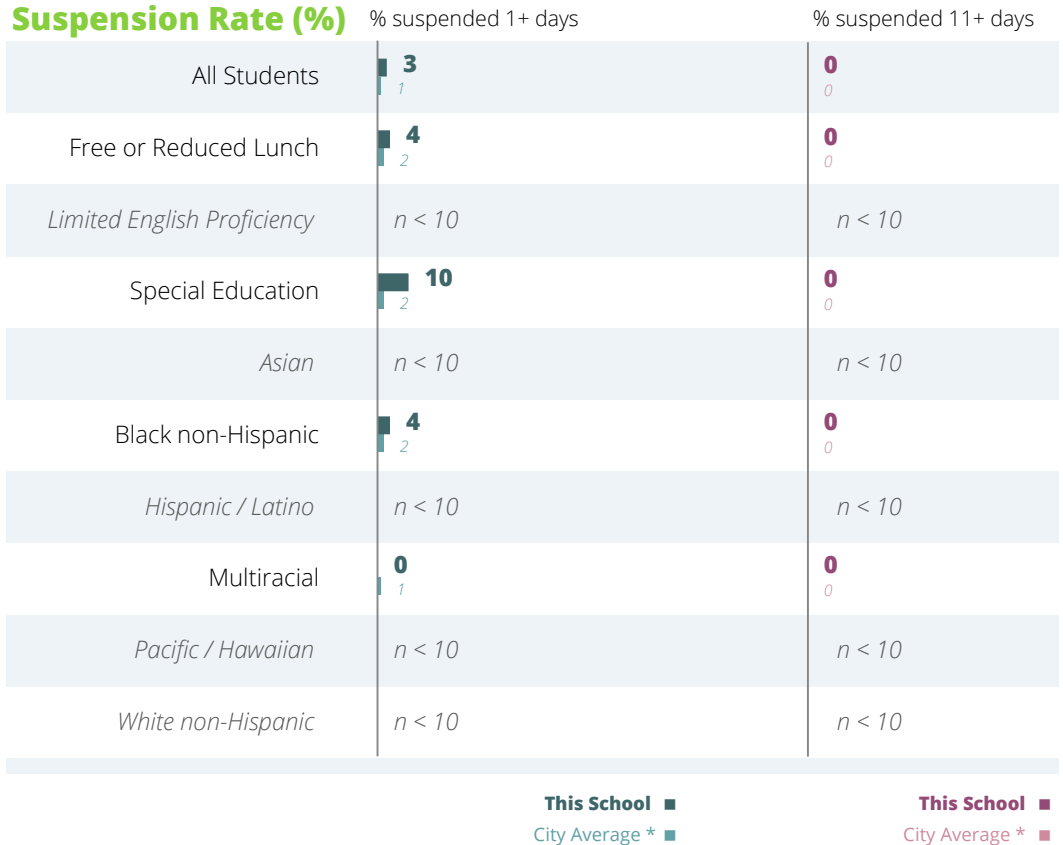 Suspension Rate (%) % suspended 1+ days % suspended 11+ days
All Students 3 0
1 0
Free or Reduced Lunch 4 0
2 0
Limited English Proficiency n < 10 n < 10
Special Education 10 0
2 0
Asian n < 10 n < 10
Black non-Hispanic 4 0
2 0
Hispanic / Latino n < 10 n < 10
Multiracial 0 0
1 0
Pacific / Hawaiian n < 10 n < 10
White non-Hispanic n < 10 n < 10
This School This School
City Average * City Average *